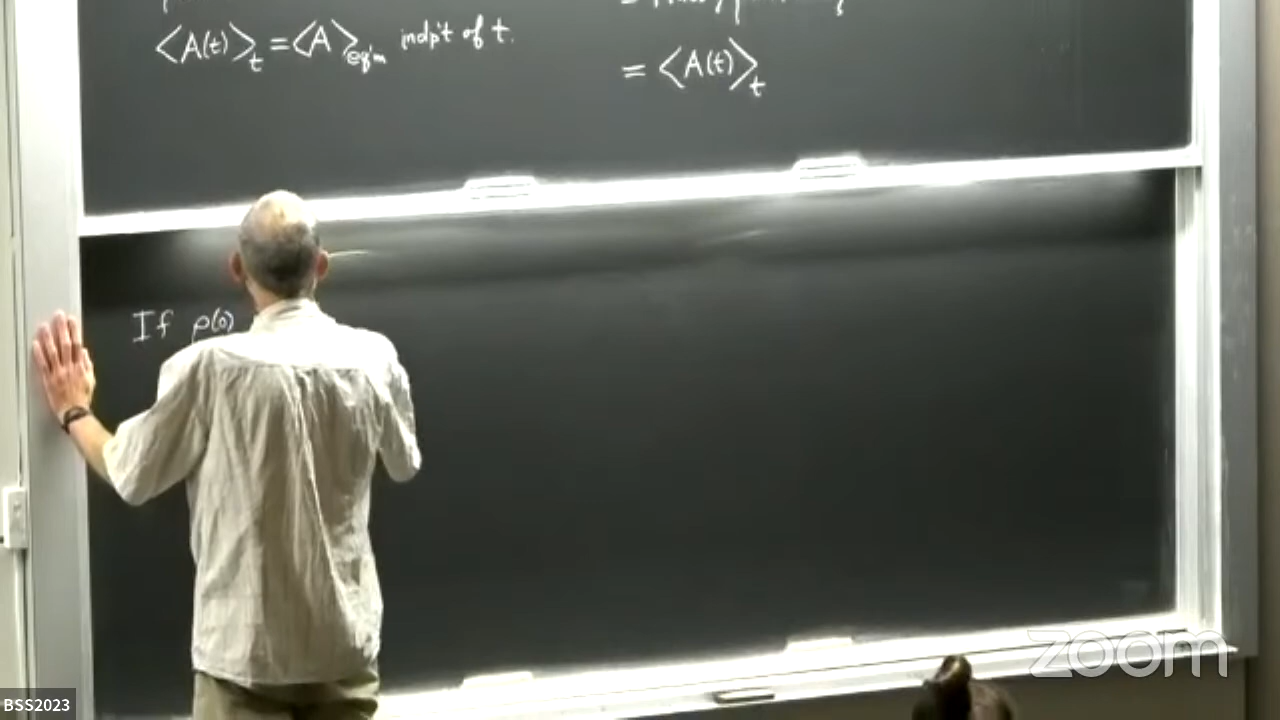 ⟨A(t)⟩_t = ⟨A⟩_eq'm indp't of t.
= ⟨A(t)⟩_t
If ρ(0)
zoom
BSS2023